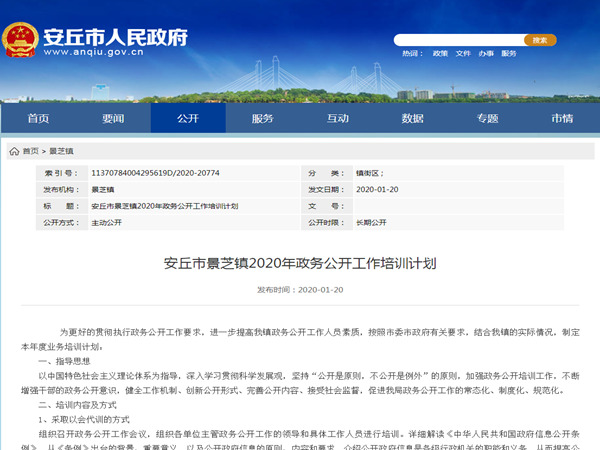 安丘市人民政府
www.anqiu.gov.cn
搜索
热词： 政策 文件 办事 服务
首页 要闻 公开 服务 互动 数据 专题 市情
首页 > 景芝镇
索 引 号： 11370784004295619D/2020-20774 分 类： 镇街区 ;
发布机构： 景芝镇 发文日期： 2020-01-20
标 题： 安丘市景芝镇2020年政务公开工作培训计划 文 号：
公开方式： 主动公开 公开时限： 长期公开
安丘市景芝镇2020年政务公开工作培训计划
发布时间：2020-01-20
为更好的贯彻执行政务公开工作要求，进一步提高我镇政务公开工作人员素质，按照市委市政府有关要求，结合我镇的实际情况，制定
本年度业务培训计划：
一、指导思想
以中国特色社会主义理论体系为指导，深入学习贯彻科学发展观，坚持“公开是原则，不公开是例外”的原则，加强政务公开培训工作，不断
增强干部的政务公开意识，健全工作机制、创新公开形式、完善公开内容、接受社会监督，促进我局政务公开工作的常态化、制度化、规范化。
二、培训内容及方式
1、采取以会代训的方式
组织召开政务公开工作会议，组织各单位主管政务公开工作的领导和具体工作人员进行培训。详细解读《中华人民共和国政府信息公开条
例》，从《条例》出台的背景、重要意义，以及公开政府信息的原则、内容和要求，介绍公开政府信息是各级行政机关的职能和义务，从而提高公